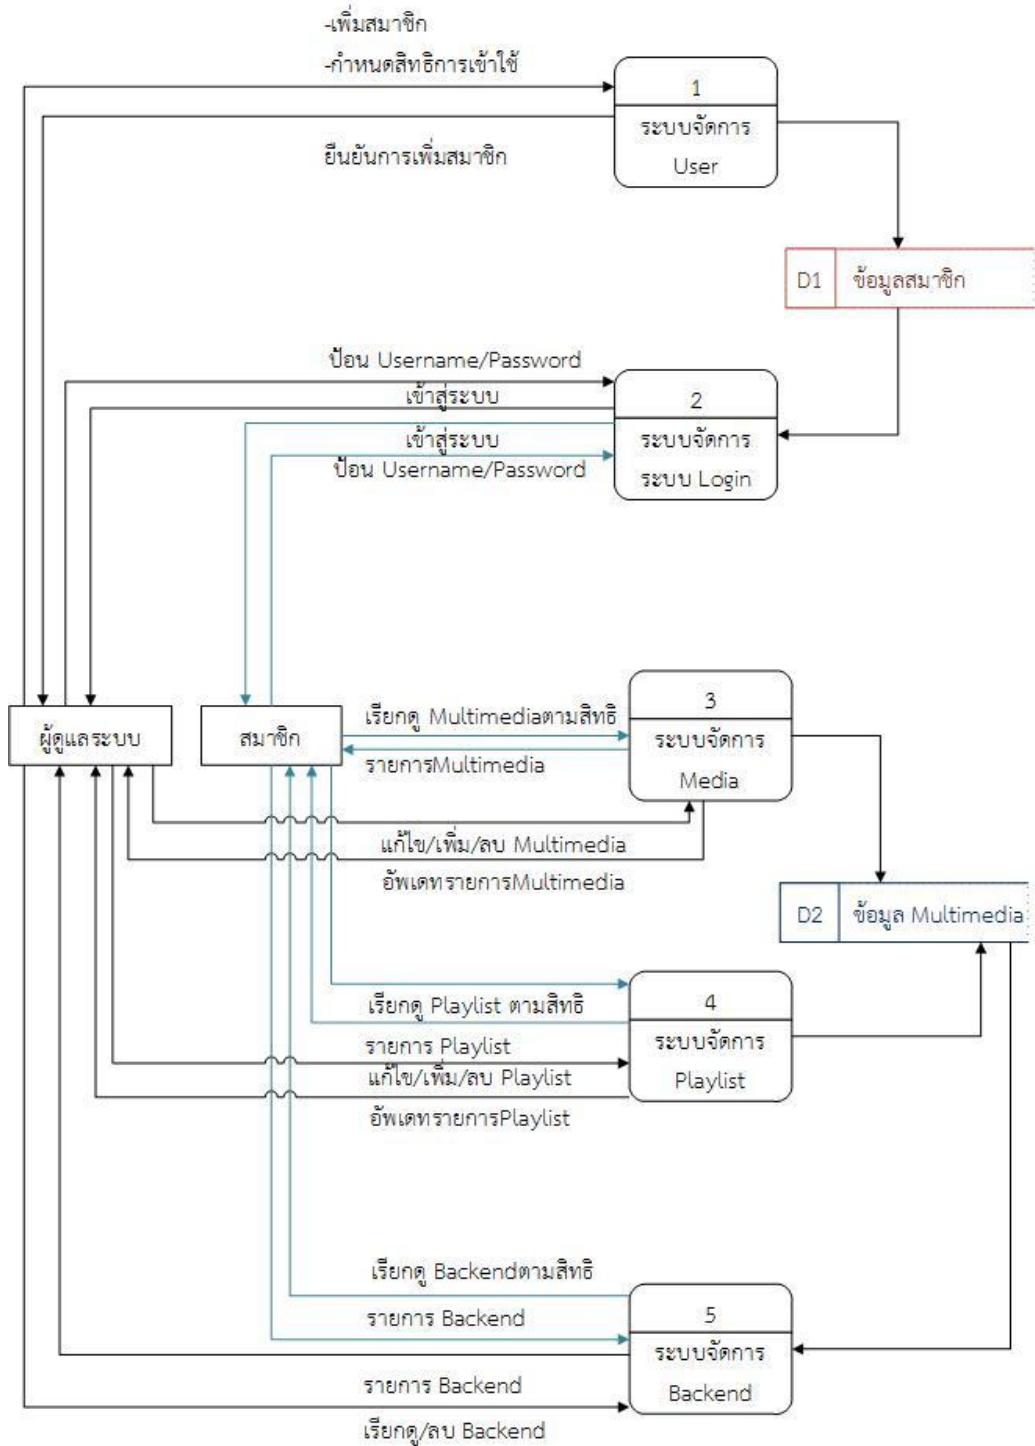 -เพิ่มสมาชิก
-กำหนดสิทธิการเข้าใช้
1
ระบบจัดการ
User
ยืนยันการเพิ่มสมาชิก
D1
ข้อมูลสมาชิก
ป้อน Username/Password
เข้าสู่ระบบ
เข้าสู่ระบบ
ป้อน Username/Password
2
ระบบจัดการ
ระบบ Login
ผู้ดูแลระบบ
สมาชิก
เรียกดู Multimediaตามสิทธิ
รายการMultimedia
3
ระบบจัดการ
Media
แก้ไข/เพิ่ม/ลบ Multimedia
อัพเดทรายการMultimedia
D2
ข้อมูล Multimedia
เรียกดู Playlist ตามสิทธิ
รายการ Playlist
แก้ไข/เพิ่ม/ลบ Playlist
อัพเดทรายการPlaylist
4
ระบบจัดการ
Playlist
เรียกดู Backendตามสิทธิ
รายการ Backend
5
ระบบจัดการ
Backend
รายการ Backend
เรียกดู/ลบ Backend